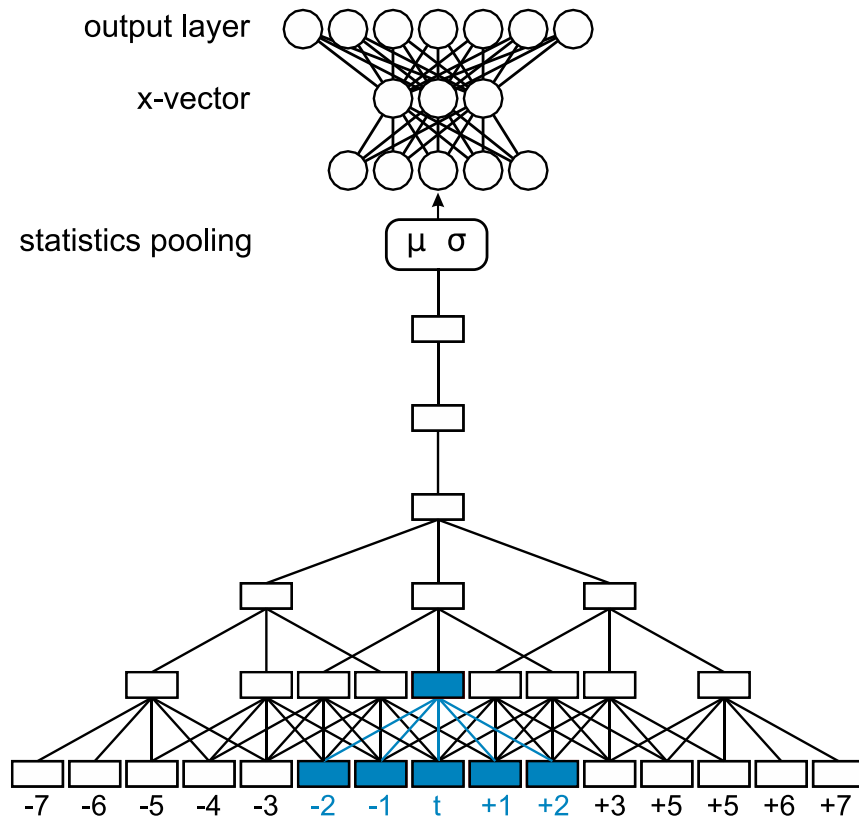 output layer
x-vector
statistics pooling
μ σ
-7 -6 -5 -4 -3 -2 -1 t +1 +2 +3 +5 +5 +6 +7